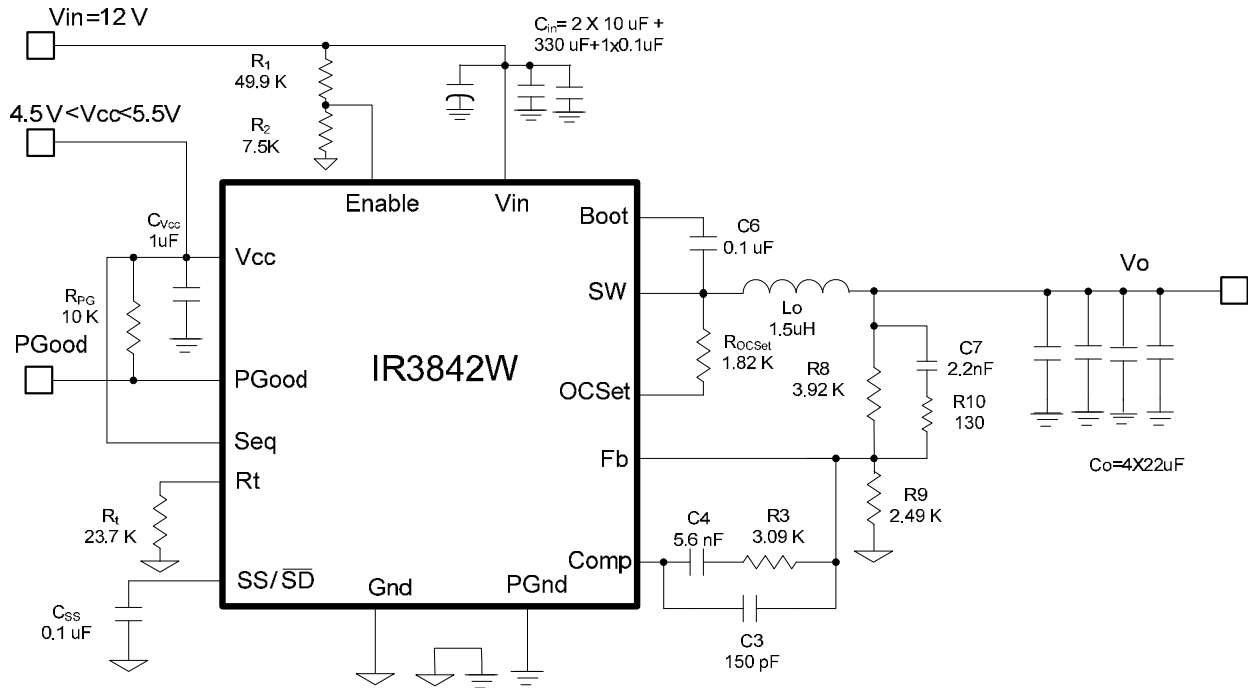 Vin=12 V
Cin= 2 X 10 uF +
330 uF+1x0.1uF
R1
49.9 K
4.5V<Vcc<5.5V
R2
7.5K
Enable
Vin
Boot
C6
0.1 uF
CVcc
1uF
Vcc
Vo
SW
Lo
1.5uH
RPG
10 K
ROCSet
1.82 K
PGood
C7
2.2nF
IR3842W
R8
3.92 K
PGood
OCSet
R10
130
Seq
Fb
Co=4X22uF
Rt
R9
2.49 K
Rt
23.7 K
C4
5.6 nF
R3
3.09 K
Comp
SS/SD
Gnd
PGnd
CSS
0.1 uF
C3
150 pF